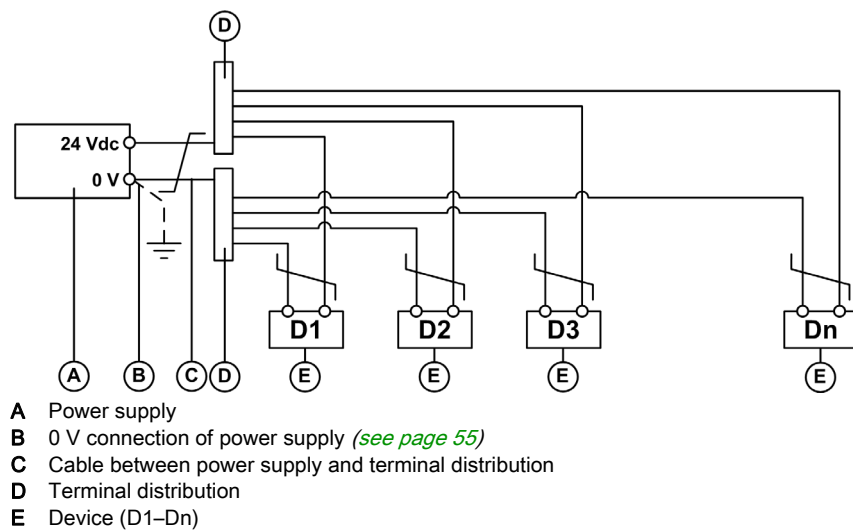 D
24 Vdc
0 V
D1 D2 D3 Dn
A B C D E E E E
A Power supply
B 0 V connection of power supply (see page 55)
C Cable between power supply and terminal distribution
D Terminal distribution
E Device (D1–Dn)